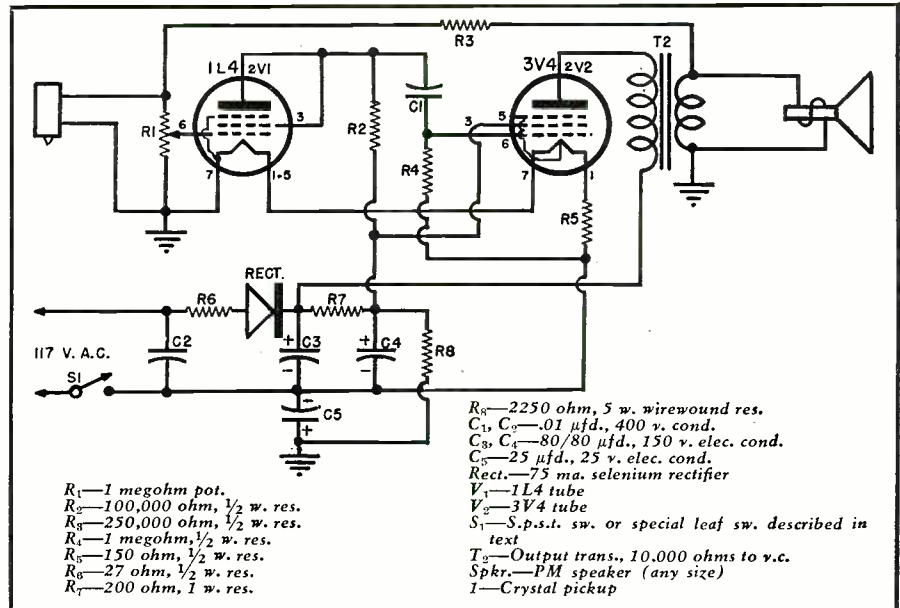 R3
T2
1L4 2V1
3V4 2V2
C1
R1 6 3 R2 3 5
6
R4
7 1+5 7 1
R5
RECT.
R6 R7
117 V. A.C. C2 + C3 + C4 R8
S1 - -
- C5
+
R8—2250 ohm, 5 w. wirewound res.
C1, C2—.01 µfd., 400 v. cond.
C3, C4—80/80 µfd., 150 v. elec. cond.
C5—25 µfd., 25 v. elec. cond.
Rect.—75 ma. selenium rectifier
V1—1L4 tube
V2—3V4 tube
S1—S.p.s.t. sw. or special leaf sw. described in
text
T2—Output trans., 10.000 ohms to v.c.
Spkr.—PM speaker (any size)
1—Crystal pickup
R1—1 megohm pot.
R2—100,000 ohm, 1/2 w. res.
R3—250,000 ohm, 1/2 w. res.
R4—1 megohm, 1/2 w. res.
R5—150 ohm, 1/2 w. res.
R6—27 ohm, 1/2 w. res.
R7—200 ohm, 1 w. res.